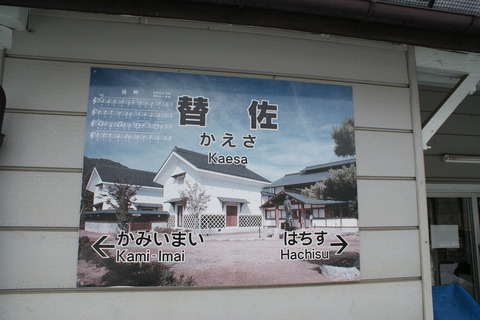 替佐
かえさ
Kaesa
かみいまい
Kami-Imai
はちす
Hachisu